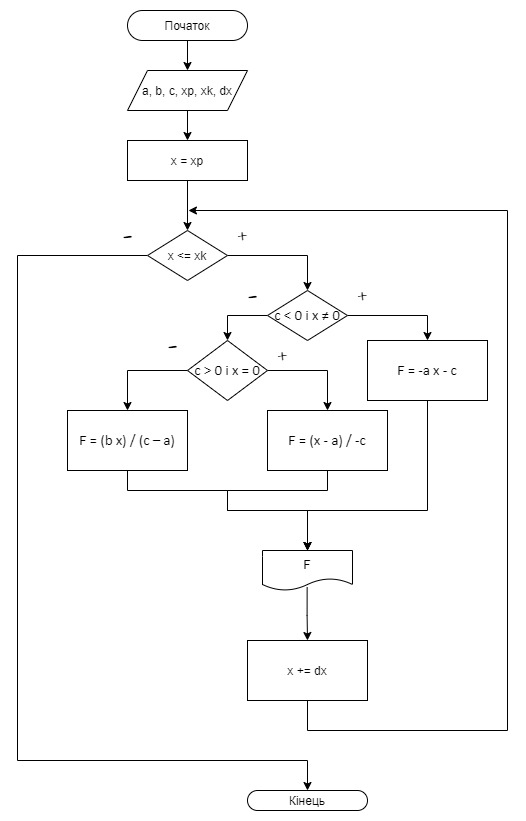 Початок
a, b, c, xp, xk, dx
x = xp
−
+
x <= xk
−
+
c < 0 і x ≠ 0
−
+
c > 0 і x = 0
F = -a x - c
F = (b x) / (c – a)
F = (x - a) / -c
F
x += dx
Кінець